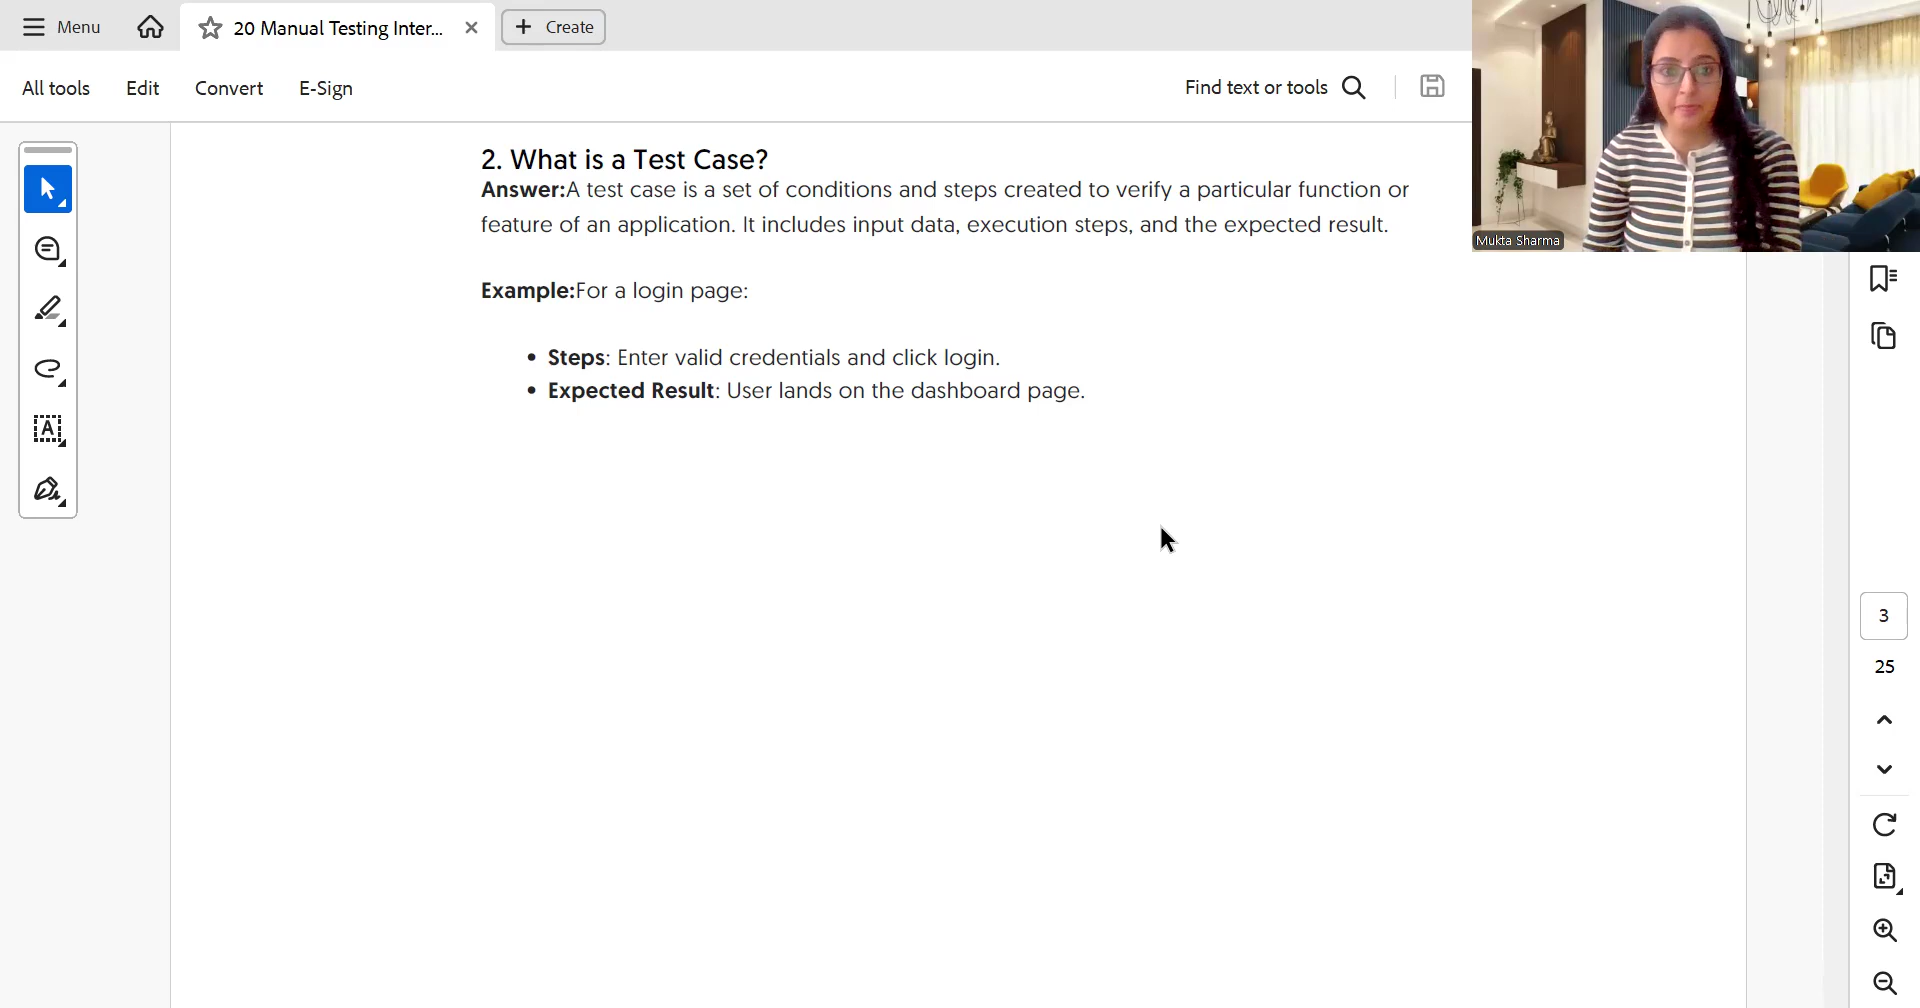 Menu
20 Manual Testing Inter...
Create
All tools
Edit
Convert
E-Sign
Find text or tools
Mukta Sharma
2. What is a Test Case?
Answer:A test case is a set of conditions and steps created to verify a particular function or
feature of an application. It includes input data, execution steps, and the expected result.
Example:For a login page:
• Steps: Enter valid credentials and click login.
• Expected Result: User lands on the dashboard page.
3
25